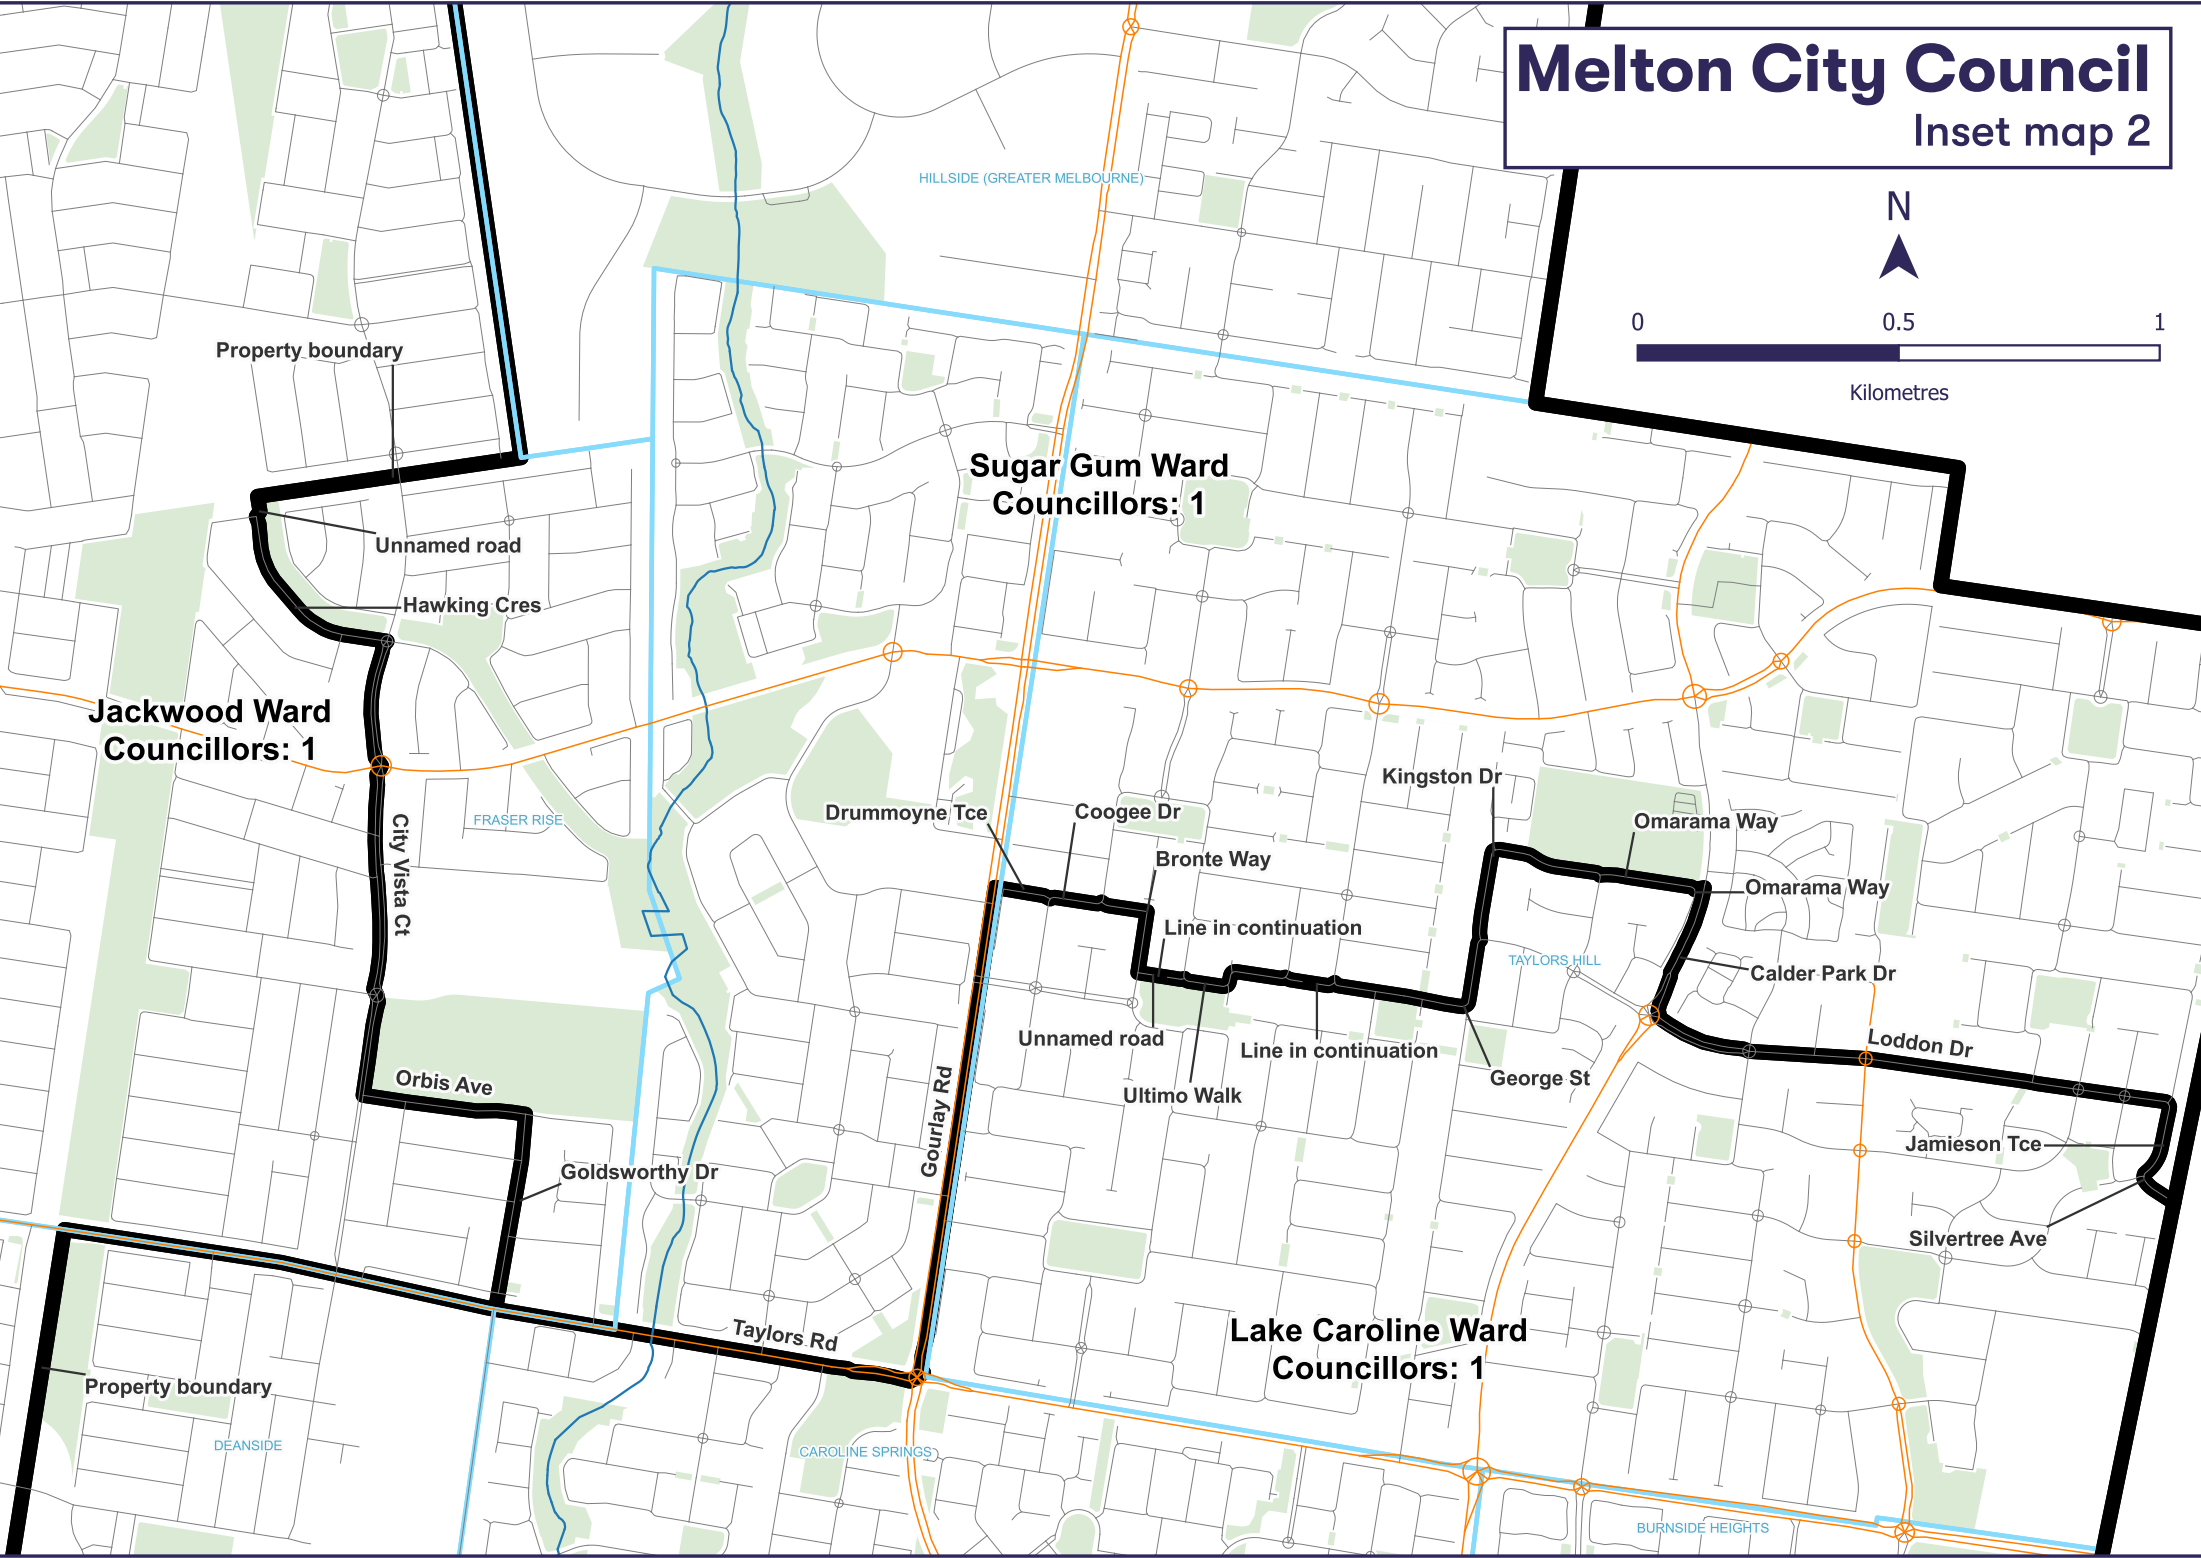 Melton City Council
Inset map 2
N
0
0.5
1
Kilometres
HILLSIDE (GREATER MELBOURNE)
Property boundary
Sugar Gum Ward
Councillors: 1
Unnamed road
Hawking Cres
Jackwood Ward
Councillors: 1
City Vista Ct
FRASER RISE
Drummoyne Tce
Coogee Dr
Kingston Dr
Omarama Way
Bronte Way
Omarama Way
Line in continuation
TAYLORS HILL
Calder Park Dr
Unnamed road
Line in continuation
Loddon Dr
George St
Ultimo Walk
Orbis Ave
Gourlay Rd
Jamieson Tce
Goldsworthy Dr
Silvertree Ave
Taylors Rd
Lake Caroline Ward
Councillors: 1
Property boundary
DEANSIDE
CAROLINE SPRINGS
BURNSIDE HEIGHTS